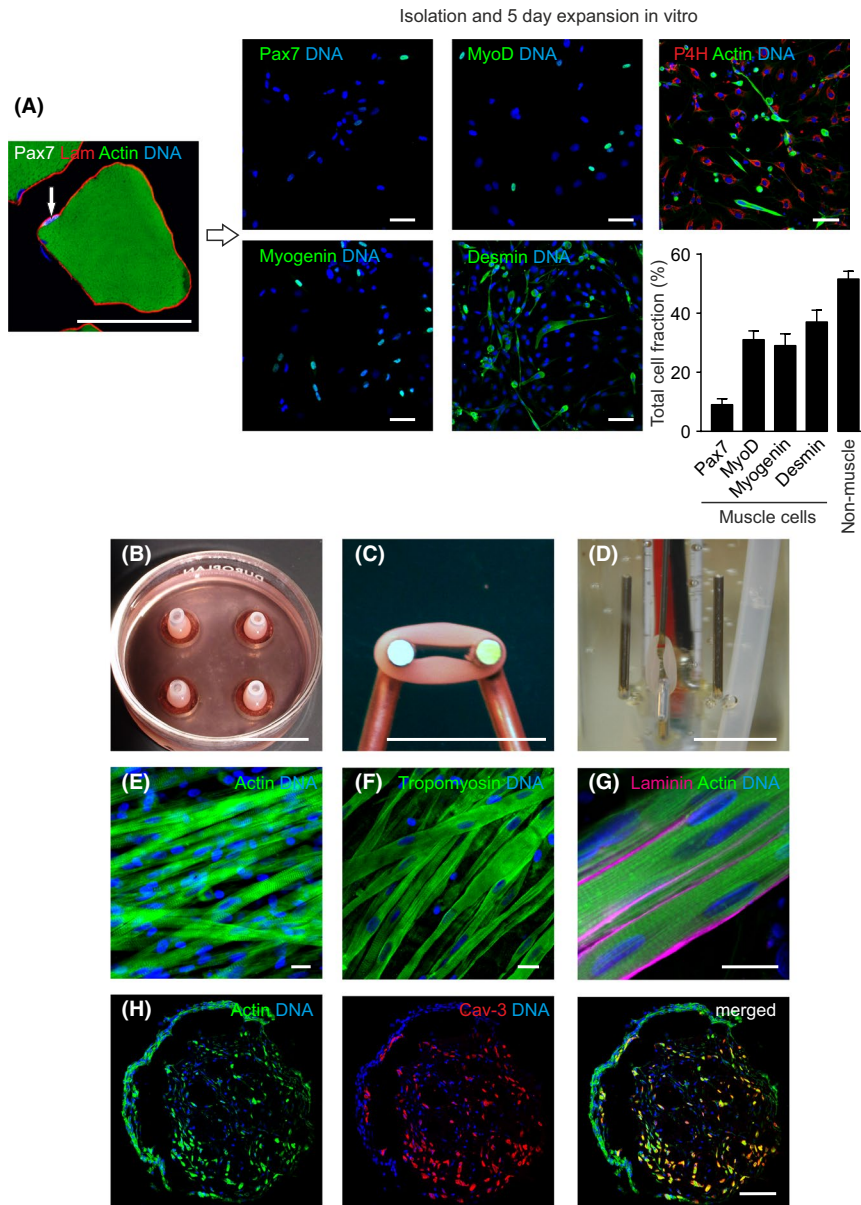 Isolation and 5 day expansion in vitro
(A)
Pax7 Lam Actin DNA
Pax7 DNA
MyoD DNA
P4H Actin DNA
Myogenin DNA
Desmin DNA
Total cell fraction (%)
60
40
20
0
Pax7
MyoD
Myogenin
Desmin
Non-muscle
Muscle cells
(B)
DUROPLAN
(C)
(D)
(E)
Actin DNA
(F)
Tropomyosin DNA
(G)
Laminin Actin DNA
(H)
Actin DNA
Cav-3 DNA
merged